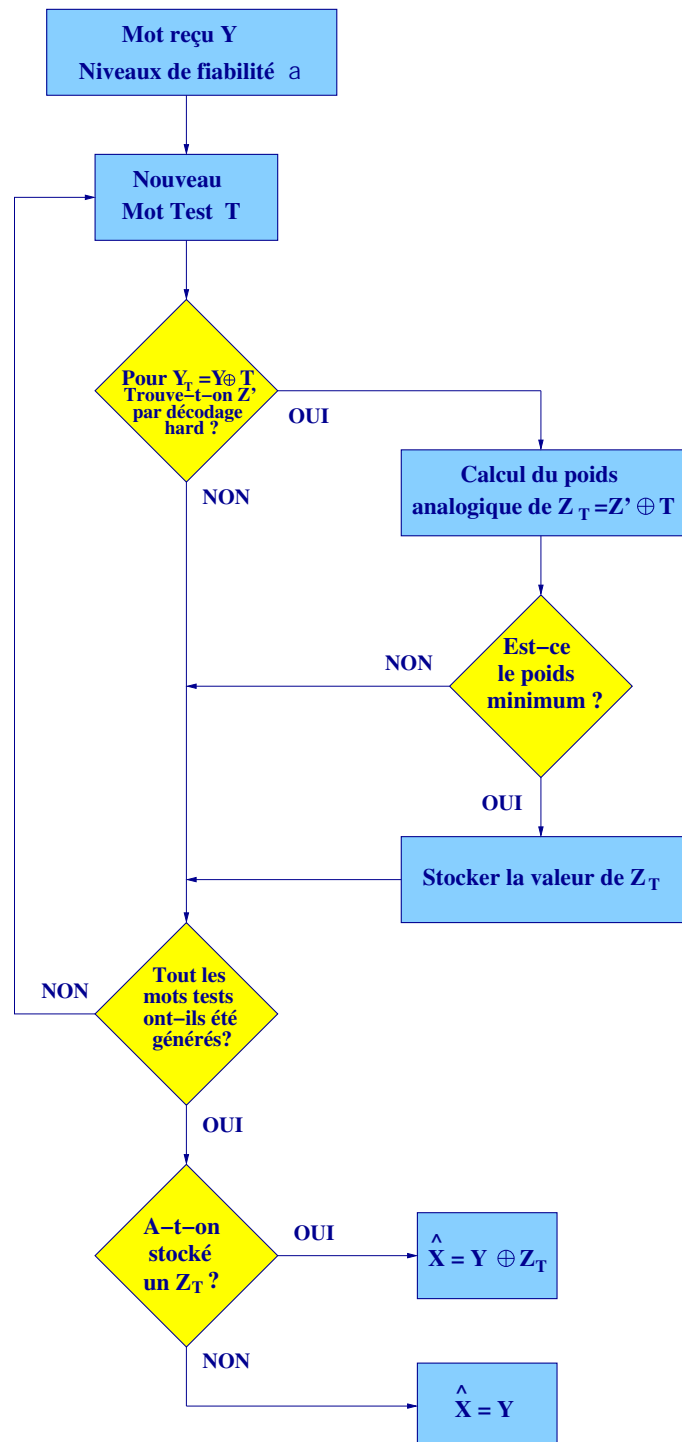 Mot reçu Y
Niveaux de fiabilité a
Nouveau
Mot Test T
Pour Y_T =Y⊕ T
Trouve−t−on Z’
par décodage
hard ?
OUI
NON
Calcul du poids
analogique de Z_T =Z’ ⊕ T
Est−ce
le poids
minimum ?
NON
OUI
Stocker la valeur de Z_T
Tout les
mots tests
ont−ils été
générés?
NON
OUI
A−t−on
stocké
un Z_T ?
OUI
X̂ = Y ⊕ Z_T
NON
X̂ = Y